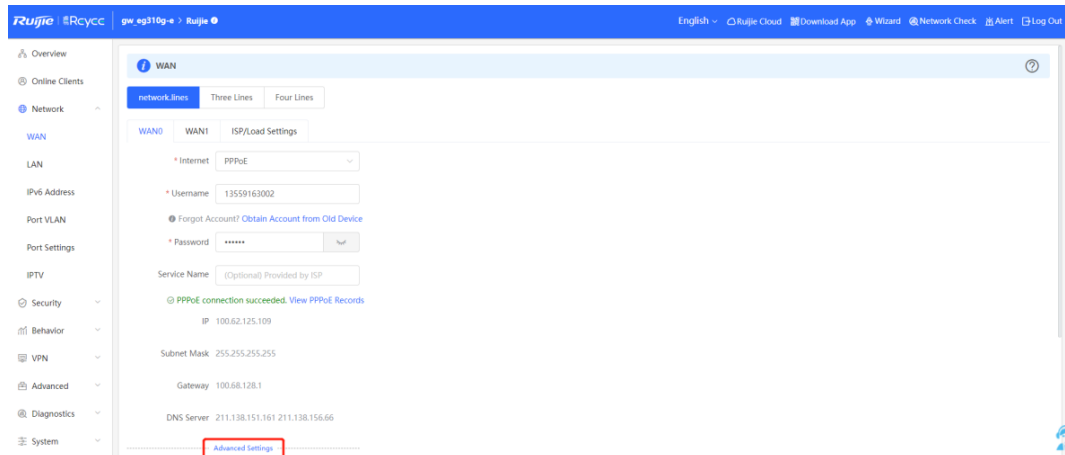 Ruijie Rcycc gw_eg310g-e > Ruijie English Ruijie Cloud Download App Wizard Network Check Alert Log Out
Overview
Online Clients
Network
WAN
LAN
IPv6 Address
Port VLAN
Port Settings
IPTV
Security
Behavior
VPN
Advanced
Diagnostics
System
WAN
network.lines Three Lines Four Lines
WAN0 WAN1 ISP/Load Settings
* Internet PPPoE
* Username 13559163002
Forgot Account? Obtain Account from Old Device
* Password ••••••
Service Name (Optional) Provided by ISP
PPPoE connection succeeded. View PPPoE Records
IP 100.62.125.109
Subnet Mask 255.255.255.255
Gateway 100.68.128.1
DNS Server 211.138.151.161 211.138.156.66
Advanced Settings